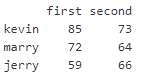 first second
kevin 85 73
marry 72 64
jerry 59 66